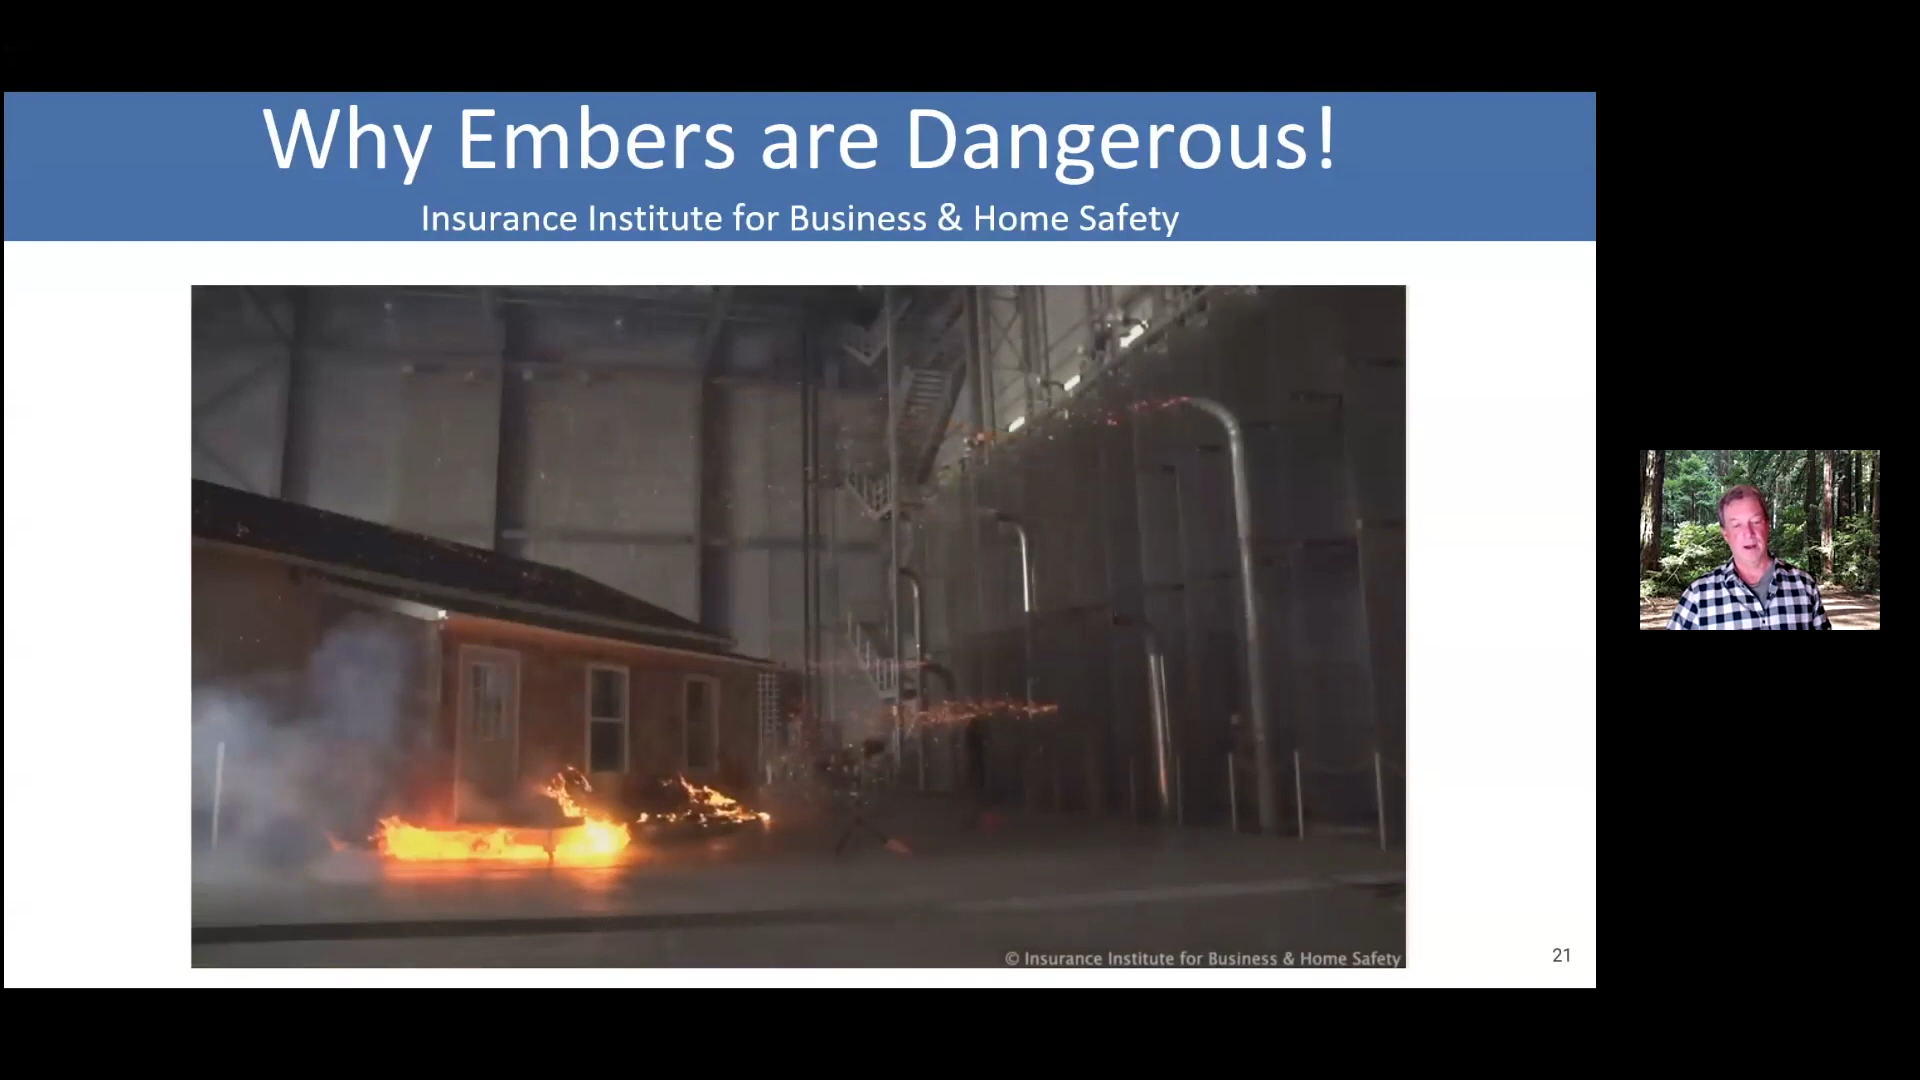 Why Embers are Dangerous!
Insurance Institute for Business & Home Safety
© Insurance Institute for Business & Home Safety
21